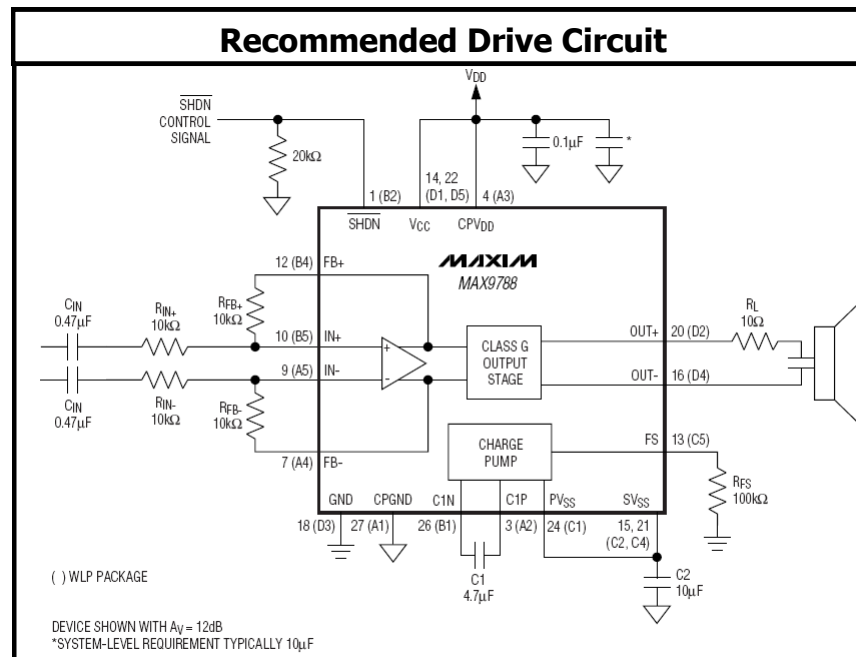 Recommended Drive Circuit
VDD
SHDN
CONTROL
SIGNAL
20kΩ
0.1µF
*
1 (B2)
14, 22
(D1, D5)
4 (A3)
SHDN
VCC
CPVDD
MAXIM
MAX9788
12 (B4)
FB+
CIN
0.47µF
RIN+
10kΩ
RFB+
10kΩ
10 (B5)
IN+
+
9 (A5)
IN-
-
CIN
0.47µF
RIN-
10kΩ
RFB-
10kΩ
7 (A4)
FB-
CLASS G
OUTPUT
STAGE
OUT+
20 (D2)
RL
10Ω
OUT-
16 (D4)
CHARGE
PUMP
FS
13 (C5)
RFS
100kΩ
GND
CPGND
C1N
C1P
PVSS
SVSS
18 (D3)
27 (A1)
26 (B1)
3 (A2)
24 (C1)
15, 21
(C2, C4)
C1
4.7µF
C2
10µF
( ) WLP PACKAGE
DEVICE SHOWN WITH AV = 12dB
*SYSTEM-LEVEL REQUIREMENT TYPICALLY 10µF